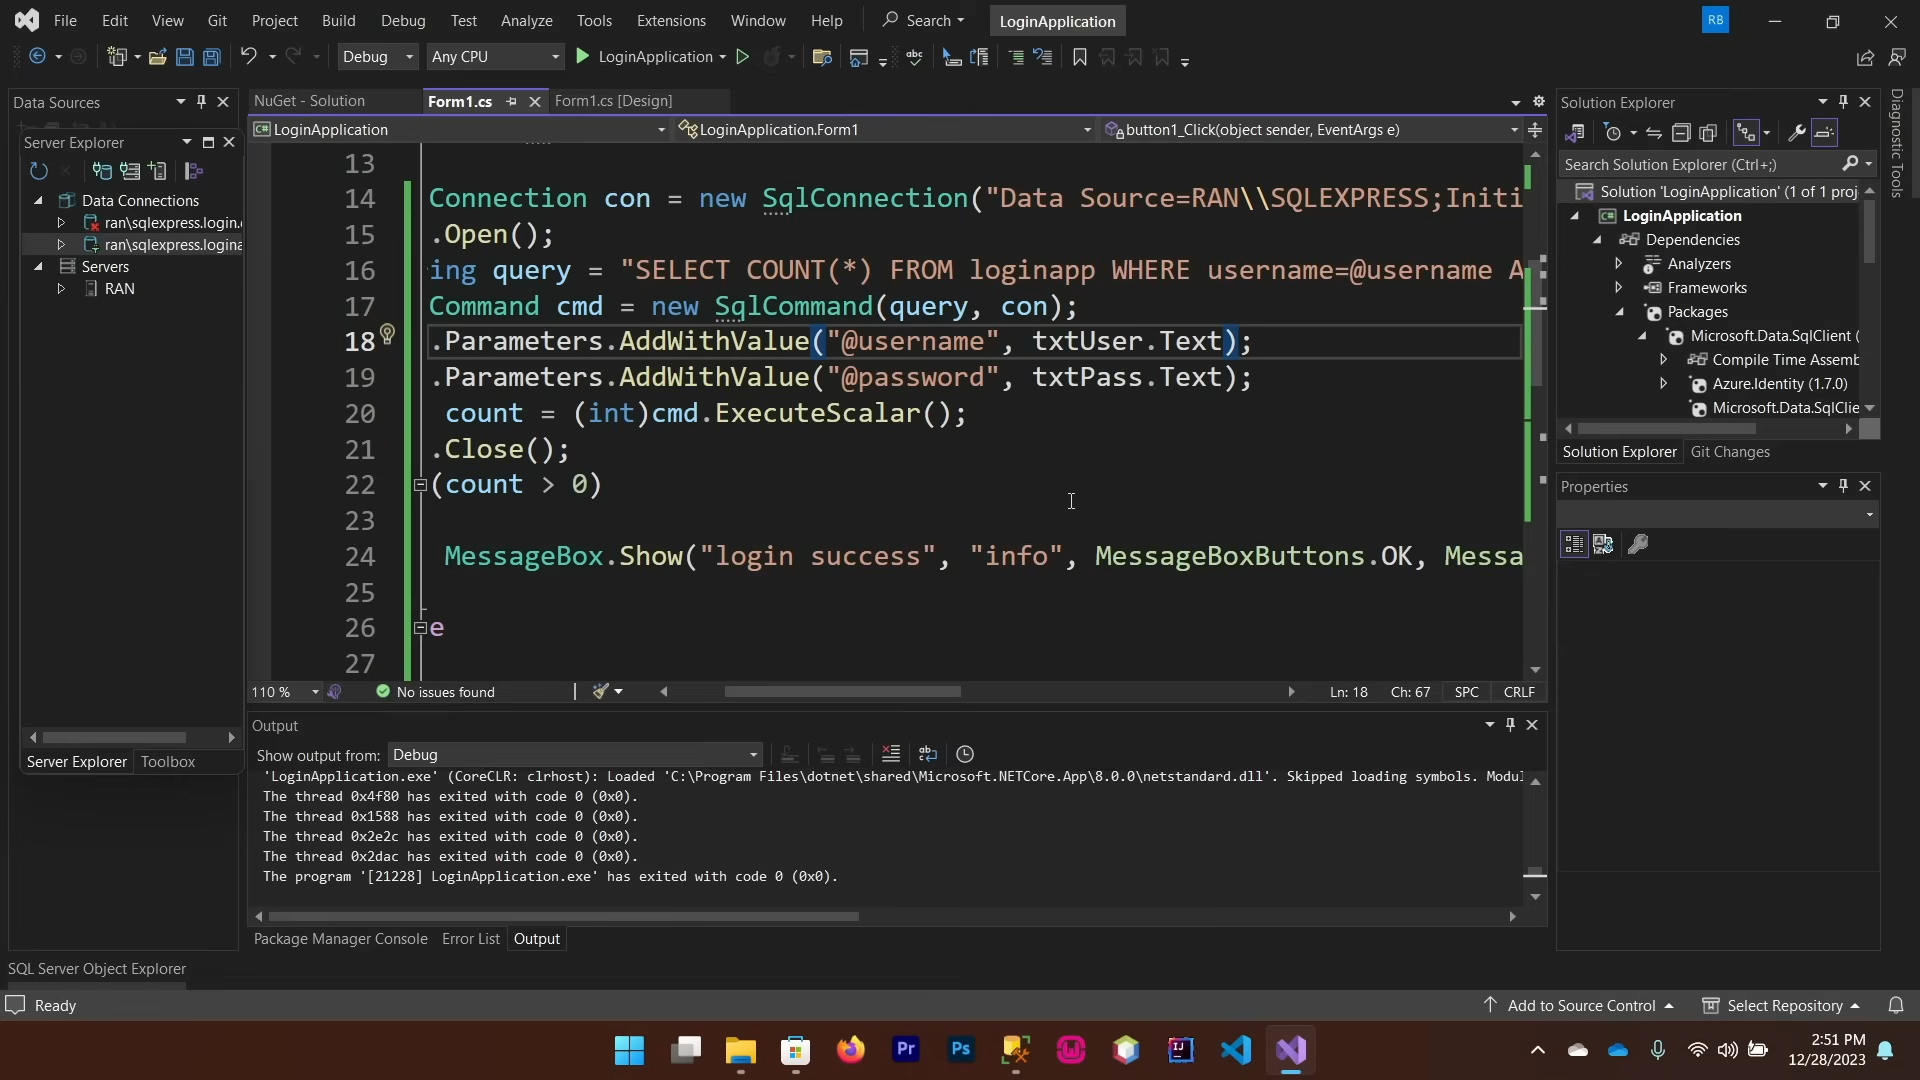 File Edit View Git Project Build Debug Test Analyze Tools Extensions Window Help Search LoginApplication RB
Debug Any CPU LoginApplication
Data Sources
Server Explorer
Data Connections
ran\sqlexpress.login.
ran\sqlexpress.logina
Servers
RAN
Server Explorer Toolbox
SQL Server Object Explorer
NuGet - Solution Form1.cs Form1.cs [Design]
LoginApplication LoginApplication.Form1 button1_Click(object sender, EventArgs e)
13
14 Connection con = new SqlConnection("Data Source=RAN\\SQLEXPRESS;Initi
15 .Open();
16 ing query = "SELECT COUNT(*) FROM loginapp WHERE username=@username A
17 Command cmd = new SqlCommand(query, con);
18 .Parameters.AddWithValue("@username", txtUser.Text);
19 .Parameters.AddWithValue("@password", txtPass.Text);
20 count = (int)cmd.ExecuteScalar();
21 .Close();
22 (count > 0)
23
24 MessageBox.Show("login success", "info", MessageBoxButtons.OK, Messa
25
26 e
27
110 % No issues found Ln: 18 Ch: 67 SPC CRLF
Output
Show output from: Debug
'LoginApplication.exe' (CoreCLR: clrhost): Loaded 'C:\Program Files\dotnet\shared\Microsoft.NETCore.App\8.0.0\netstandard.dll'. Skipped loading symbols. Modul
The thread 0x4f80 has exited with code 0 (0x0).
The thread 0x1588 has exited with code 0 (0x0).
The thread 0x2e2c has exited with code 0 (0x0).
The thread 0x2dac has exited with code 0 (0x0).
The program '[21228] LoginApplication.exe' has exited with code 0 (0x0).
Package Manager Console Error List Output
Solution Explorer
Search Solution Explorer (Ctrl+;)
Solution 'LoginApplication' (1 of 1 proj
LoginApplication
Dependencies
Analyzers
Frameworks
Packages
Microsoft.Data.SqlClient (
Compile Time Assemb
Azure.Identity (1.7.0)
Microsoft.Data.SqlClie
Solution Explorer Git Changes
Properties
Diagnostic Tools
Ready Add to Source Control Select Repository
Pr Ps IJ
2:51 PM
12/28/2023